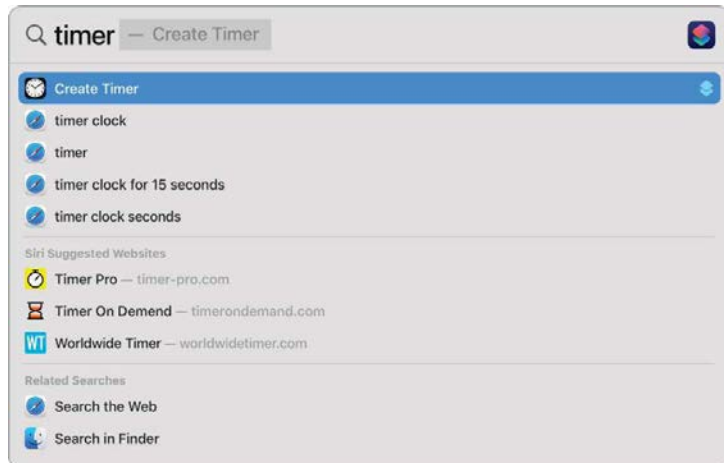 timer — Create Timer
Create Timer
timer clock
timer
timer clock for 15 seconds
timer clock seconds
Siri Suggested Websites
Timer Pro — timer-pro.com
Timer On Demend — timerondemand.com
WT Worldwide Timer — worldwidetimer.com
Related Searches
Search the Web
Search in Finder